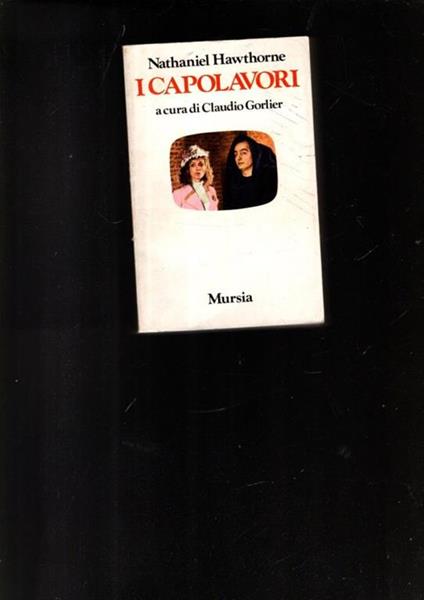 Nathaniel Hawthorne
I CAPOLAVORI
a cura di Claudio Gorlier
Mursia